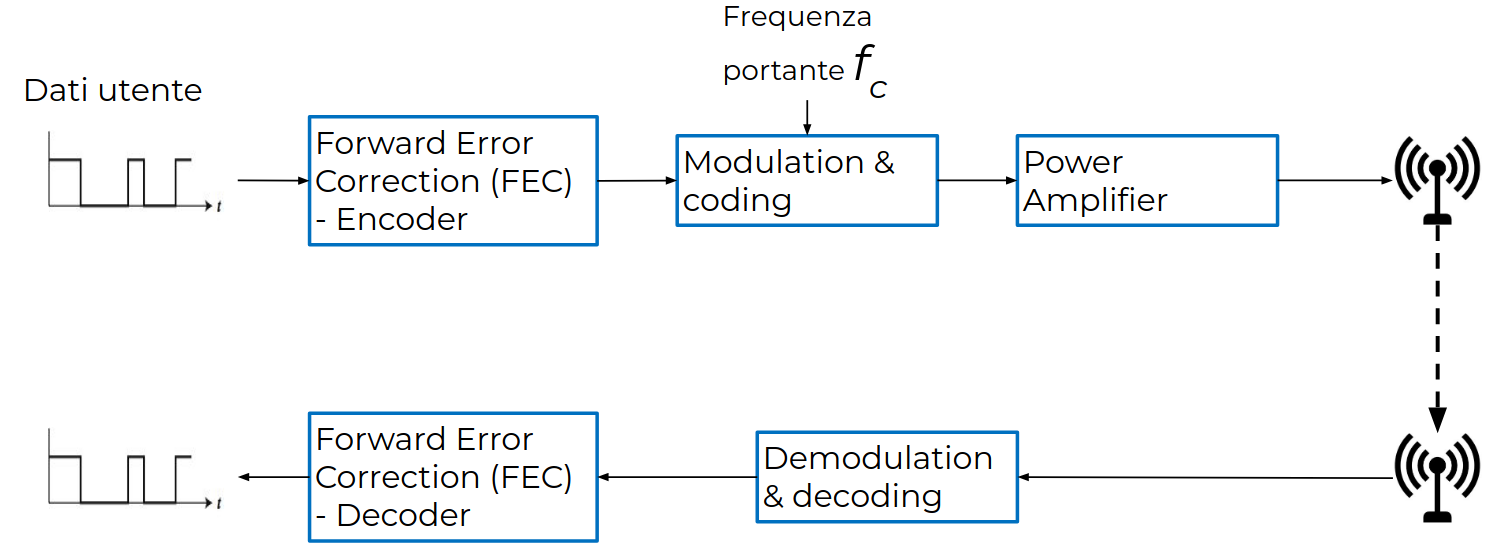 Frequenza
portante fc
Dati utente
Forward Error
Correction (FEC)
- Encoder
Modulation &
coding
Power
Amplifier
t
Forward Error
Correction (FEC)
- Decoder
Demodulation
& decoding
t